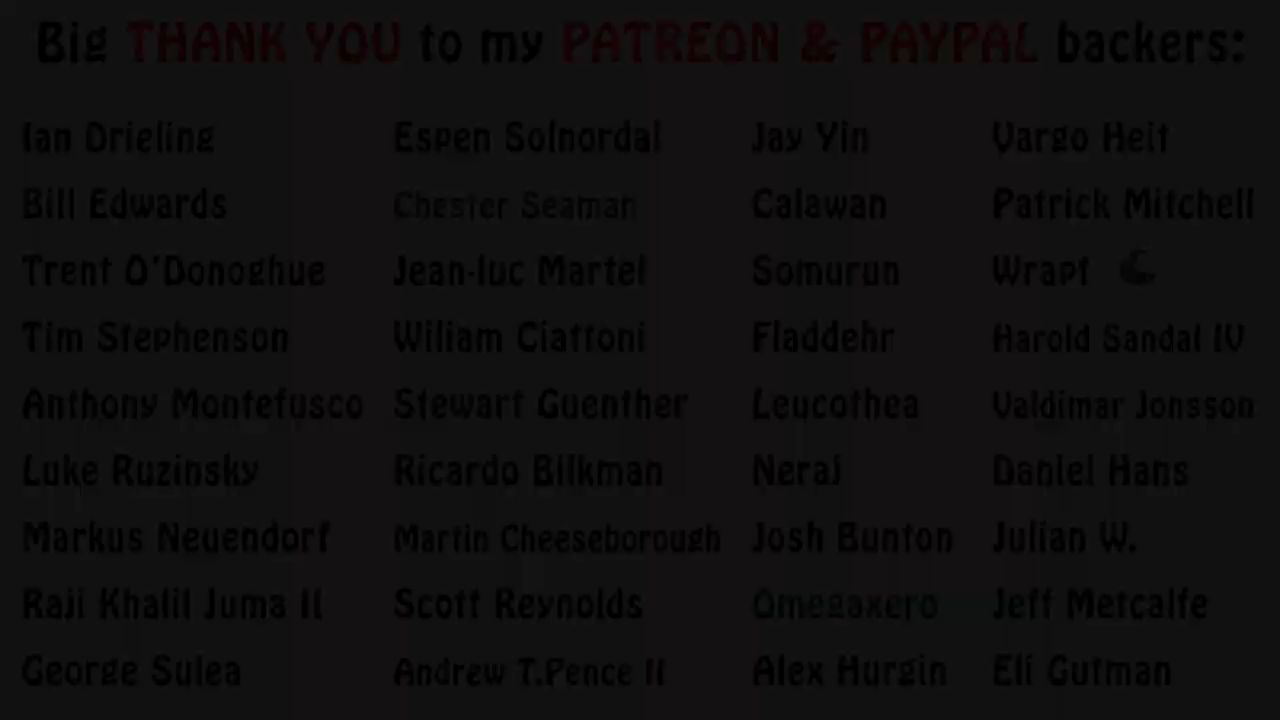 Big THANK YOU to my PATREON & PAYPAL backers:
Ian Drieling
Bill Edwards
Trent O'Donoghue
Tim Stephenson
Anthony Montefusco
Luke Ruzinsky
Markus Neuendorf
Raji Khalil Juma II
George Sulea
Espen Solnordal
Chester Seaman
Jean-luc Martel
Wiliam Ciattoni
Stewart Guenther
Ricardo Bilkman
Martin Cheeseborough
Scott Reynolds
Andrew T.Pence II
Jay Yin
Calawan
Somurun
Fladdehr
Leucothea
Neraj
Josh Bunton
Omegaxero
Alex Hurgin
Vargo Heit
Patrick Mitchell
Wrapt
Harold Sandal IV
Valdimar Jonsson
Daniel Hans
Julian W.
Jeff Metcalfe
Eli Gutman